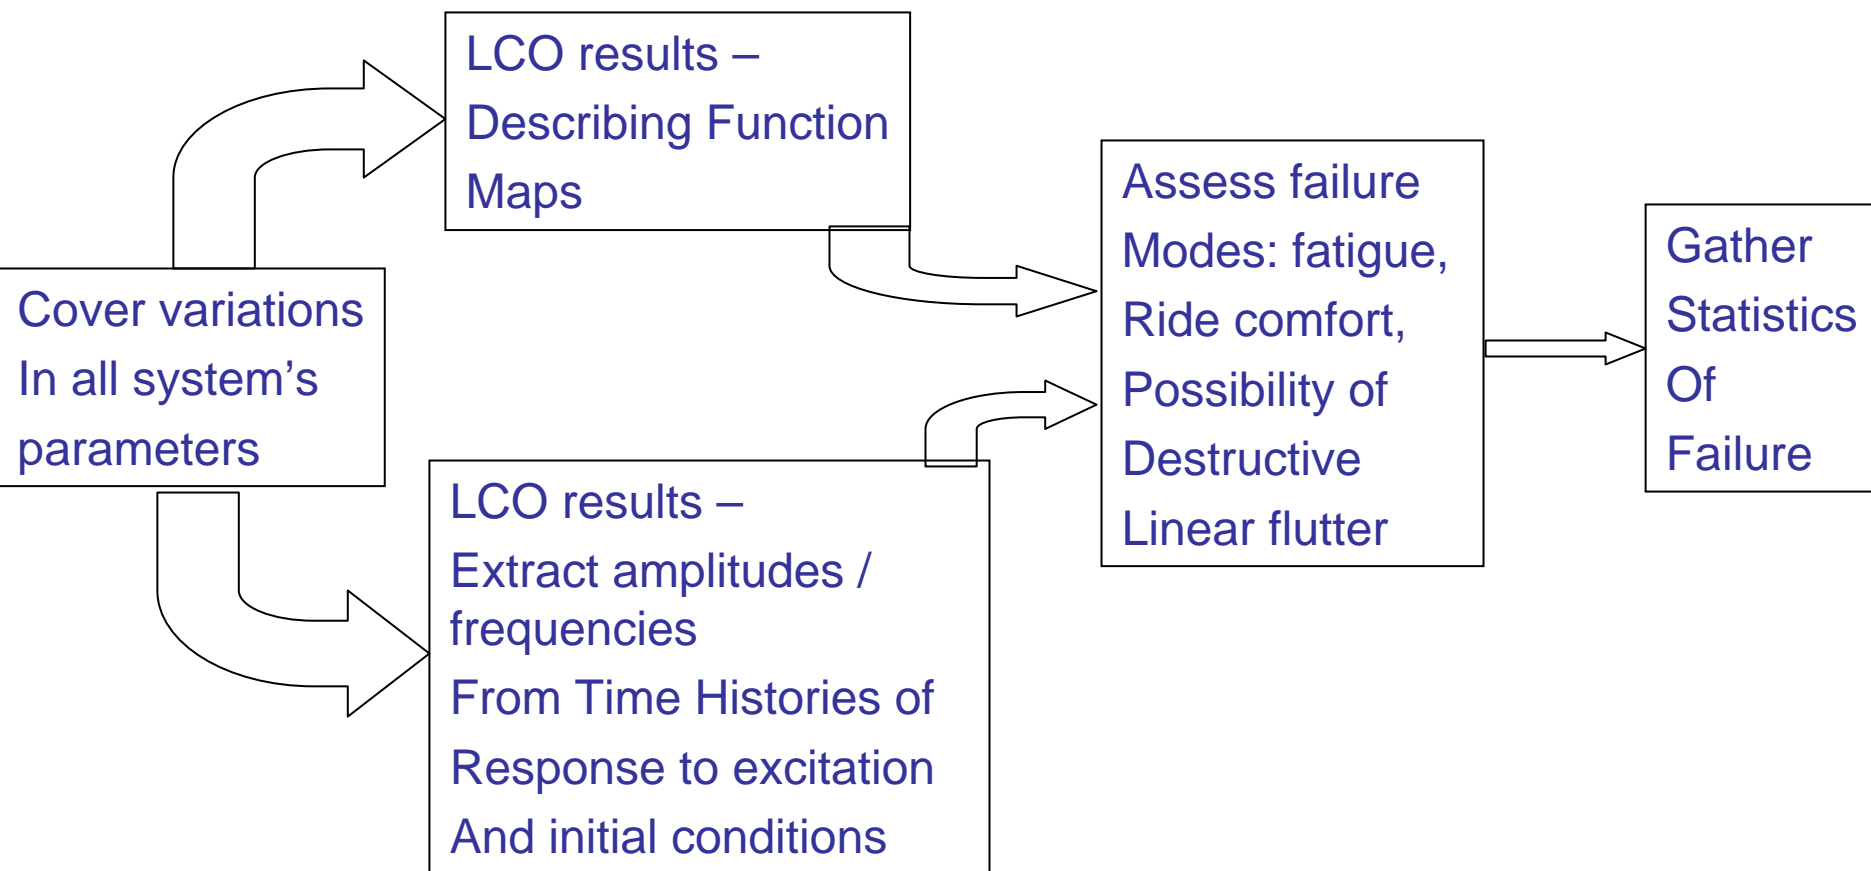 LCO results –
Describing Function
Maps
Cover variations
In all system's
parameters
LCO results –
Extract amplitudes /
frequencies
From Time Histories of
Response to excitation
And initial conditions
Assess failure
Modes: fatigue,
Ride comfort,
Possibility of
Destructive
Linear flutter
Gather
Statistics
Of
Failure